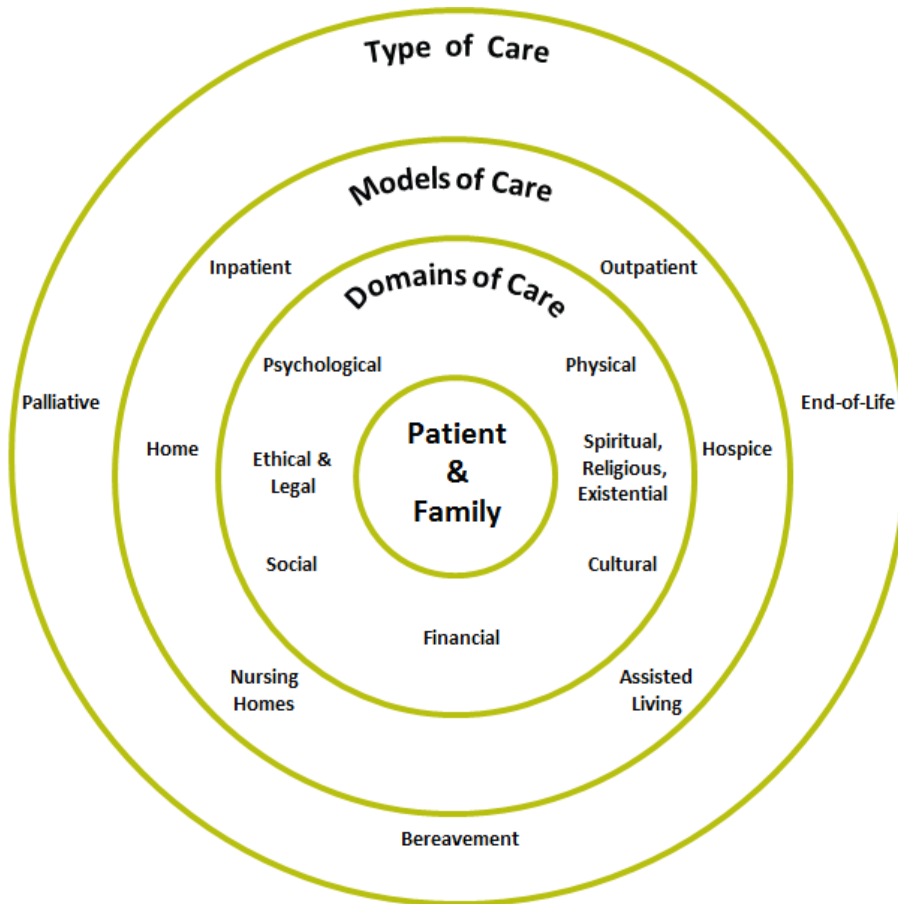 Type of Care
Models of Care
Inpatient
Outpatient
Domains of Care
Psychological
Physical
Palliative
End-of-Life
Home
Ethical &
Legal
Patient
&
Family
Spiritual,
Religious,
Existential
Hospice
Social
Cultural
Financial
Nursing
Homes
Assisted
Living
Bereavement